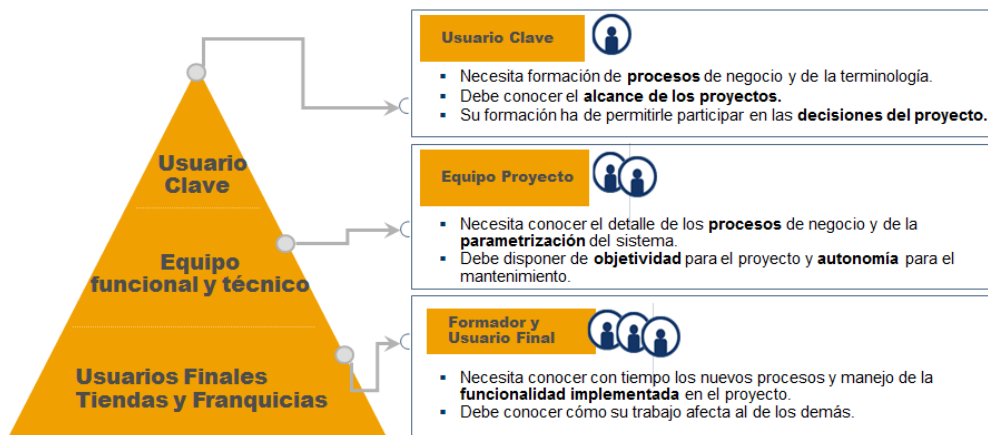 Usuario Clave
▪ Necesita formación de procesos de negocio y de la terminología.
▪ Debe conocer el alcance de los proyectos.
▪ Su formación ha de permitirle participar en las decisiones del proyecto.
Usuario
Clave
Equipo Proyecto
▪ Necesita conocer el detalle de los procesos de negocio y de la
parametrización del sistema.
▪ Debe disponer de objetividad para el proyecto y autonomía para el
mantenimiento.
Equipo
funcional y técnico
Formador y
Usuario Final
▪ Necesita conocer con tiempo los nuevos procesos y manejo de la
funcionalidad implementada en el proyecto.
▪ Debe conocer cómo su trabajo afecta al de los demás.
Usuarios Finales
Tiendas y Franquicias